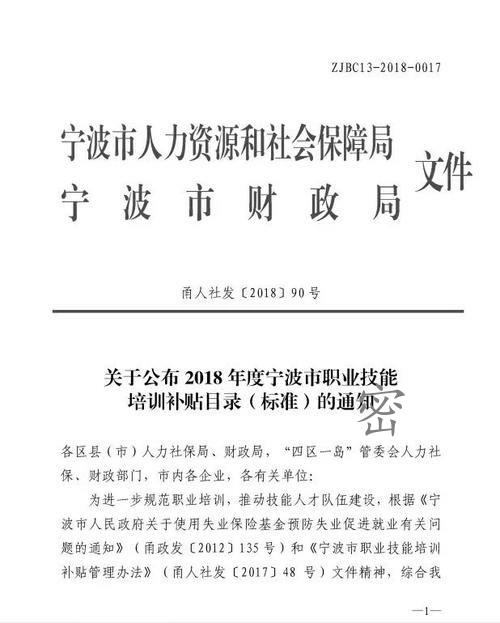 ZJBC13-2018-0017
宁波市人力资源和社会保障局
宁波市财政局
文件
甬人社发〔2018〕90号
关于公布 2018 年度宁波市职业技能
培训补贴目录（标准）的通知
密
各区县（市）人力社保局、财政局，“四区一岛”管委会人力社
保、财政部门，市内各企业，各有关单位：
为进一步规范职业培训，推动技能人才队伍建设，根据《宁
波市人民政府关于使用失业保险基金预防失业促进就业有关问
题的通知》（甬政发〔2012〕135号）和《宁波市职业技能培训
补贴管理办法》（甬人社发〔2017〕48 号）文件精神，综合我
—1—